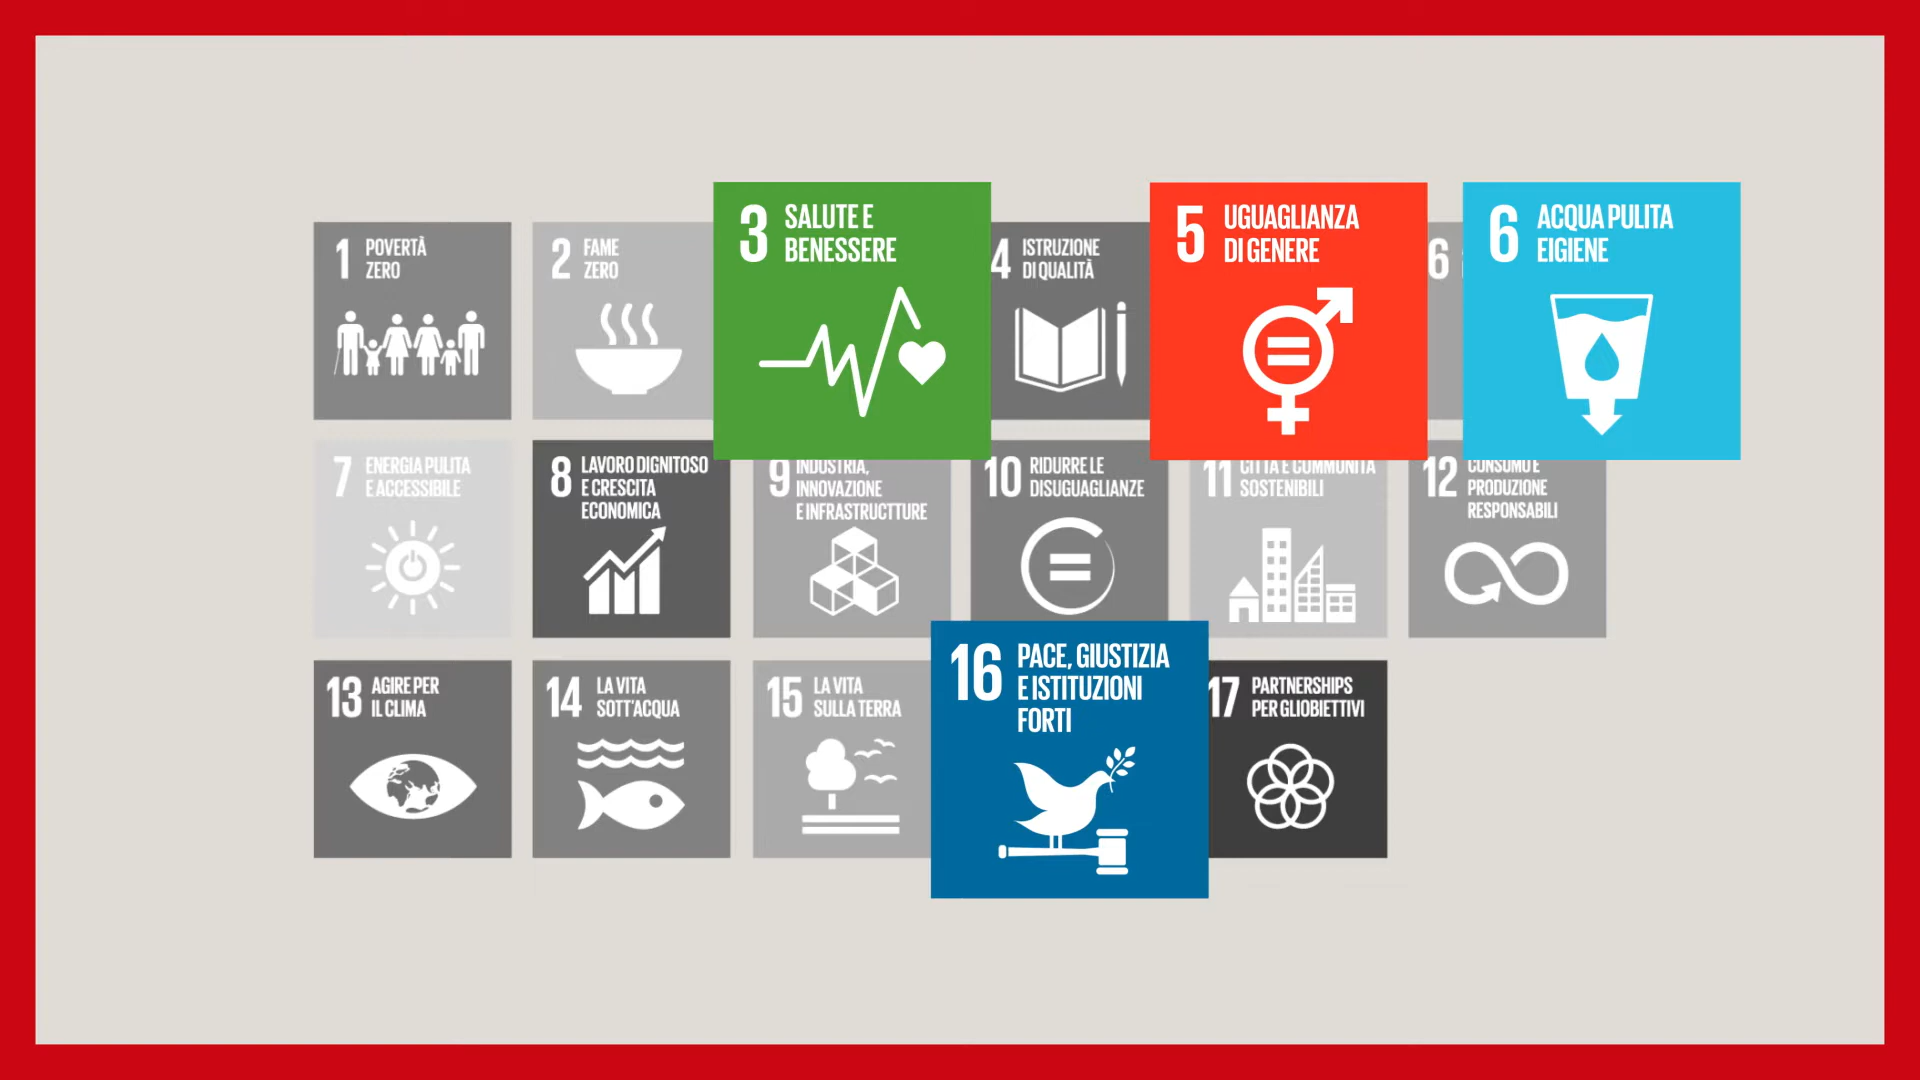 1 POVERTÀ
ZERO
2 FAME
ZERO
3 SALUTE E
BENESSERE
4 ISTRUZIONE
DI QUALITÀ
5 UGUAGLIANZA
DI GENERE
6
6 ACQUA PULITA
E IGIENE
7 ENERGIA PULITA
E ACCESSIBILE
8 LAVORO DIGNITOSO
E CRESCITA
ECONOMICA
9 INDUSTRIA,
INNOVAZIONE
E INFRASTRUCTTURE
10 RIDURRE LE
DISUGUAGLIANZE
11 CITTÀ E COMMUNITÀ
SOSTENIBILI
12 CONSUMO E
PRODUZIONE
RESPONSABILI
13 AGIRE PER
IL CLIMA
14 LA VITA
SOTT'ACQUA
15 LA VITA
SULLA TERRA
16 PACE, GIUSTIZIA
E ISTITUZIONI
FORTI
17 PARTNERSHIPS
PER GLI OBIETTIVI